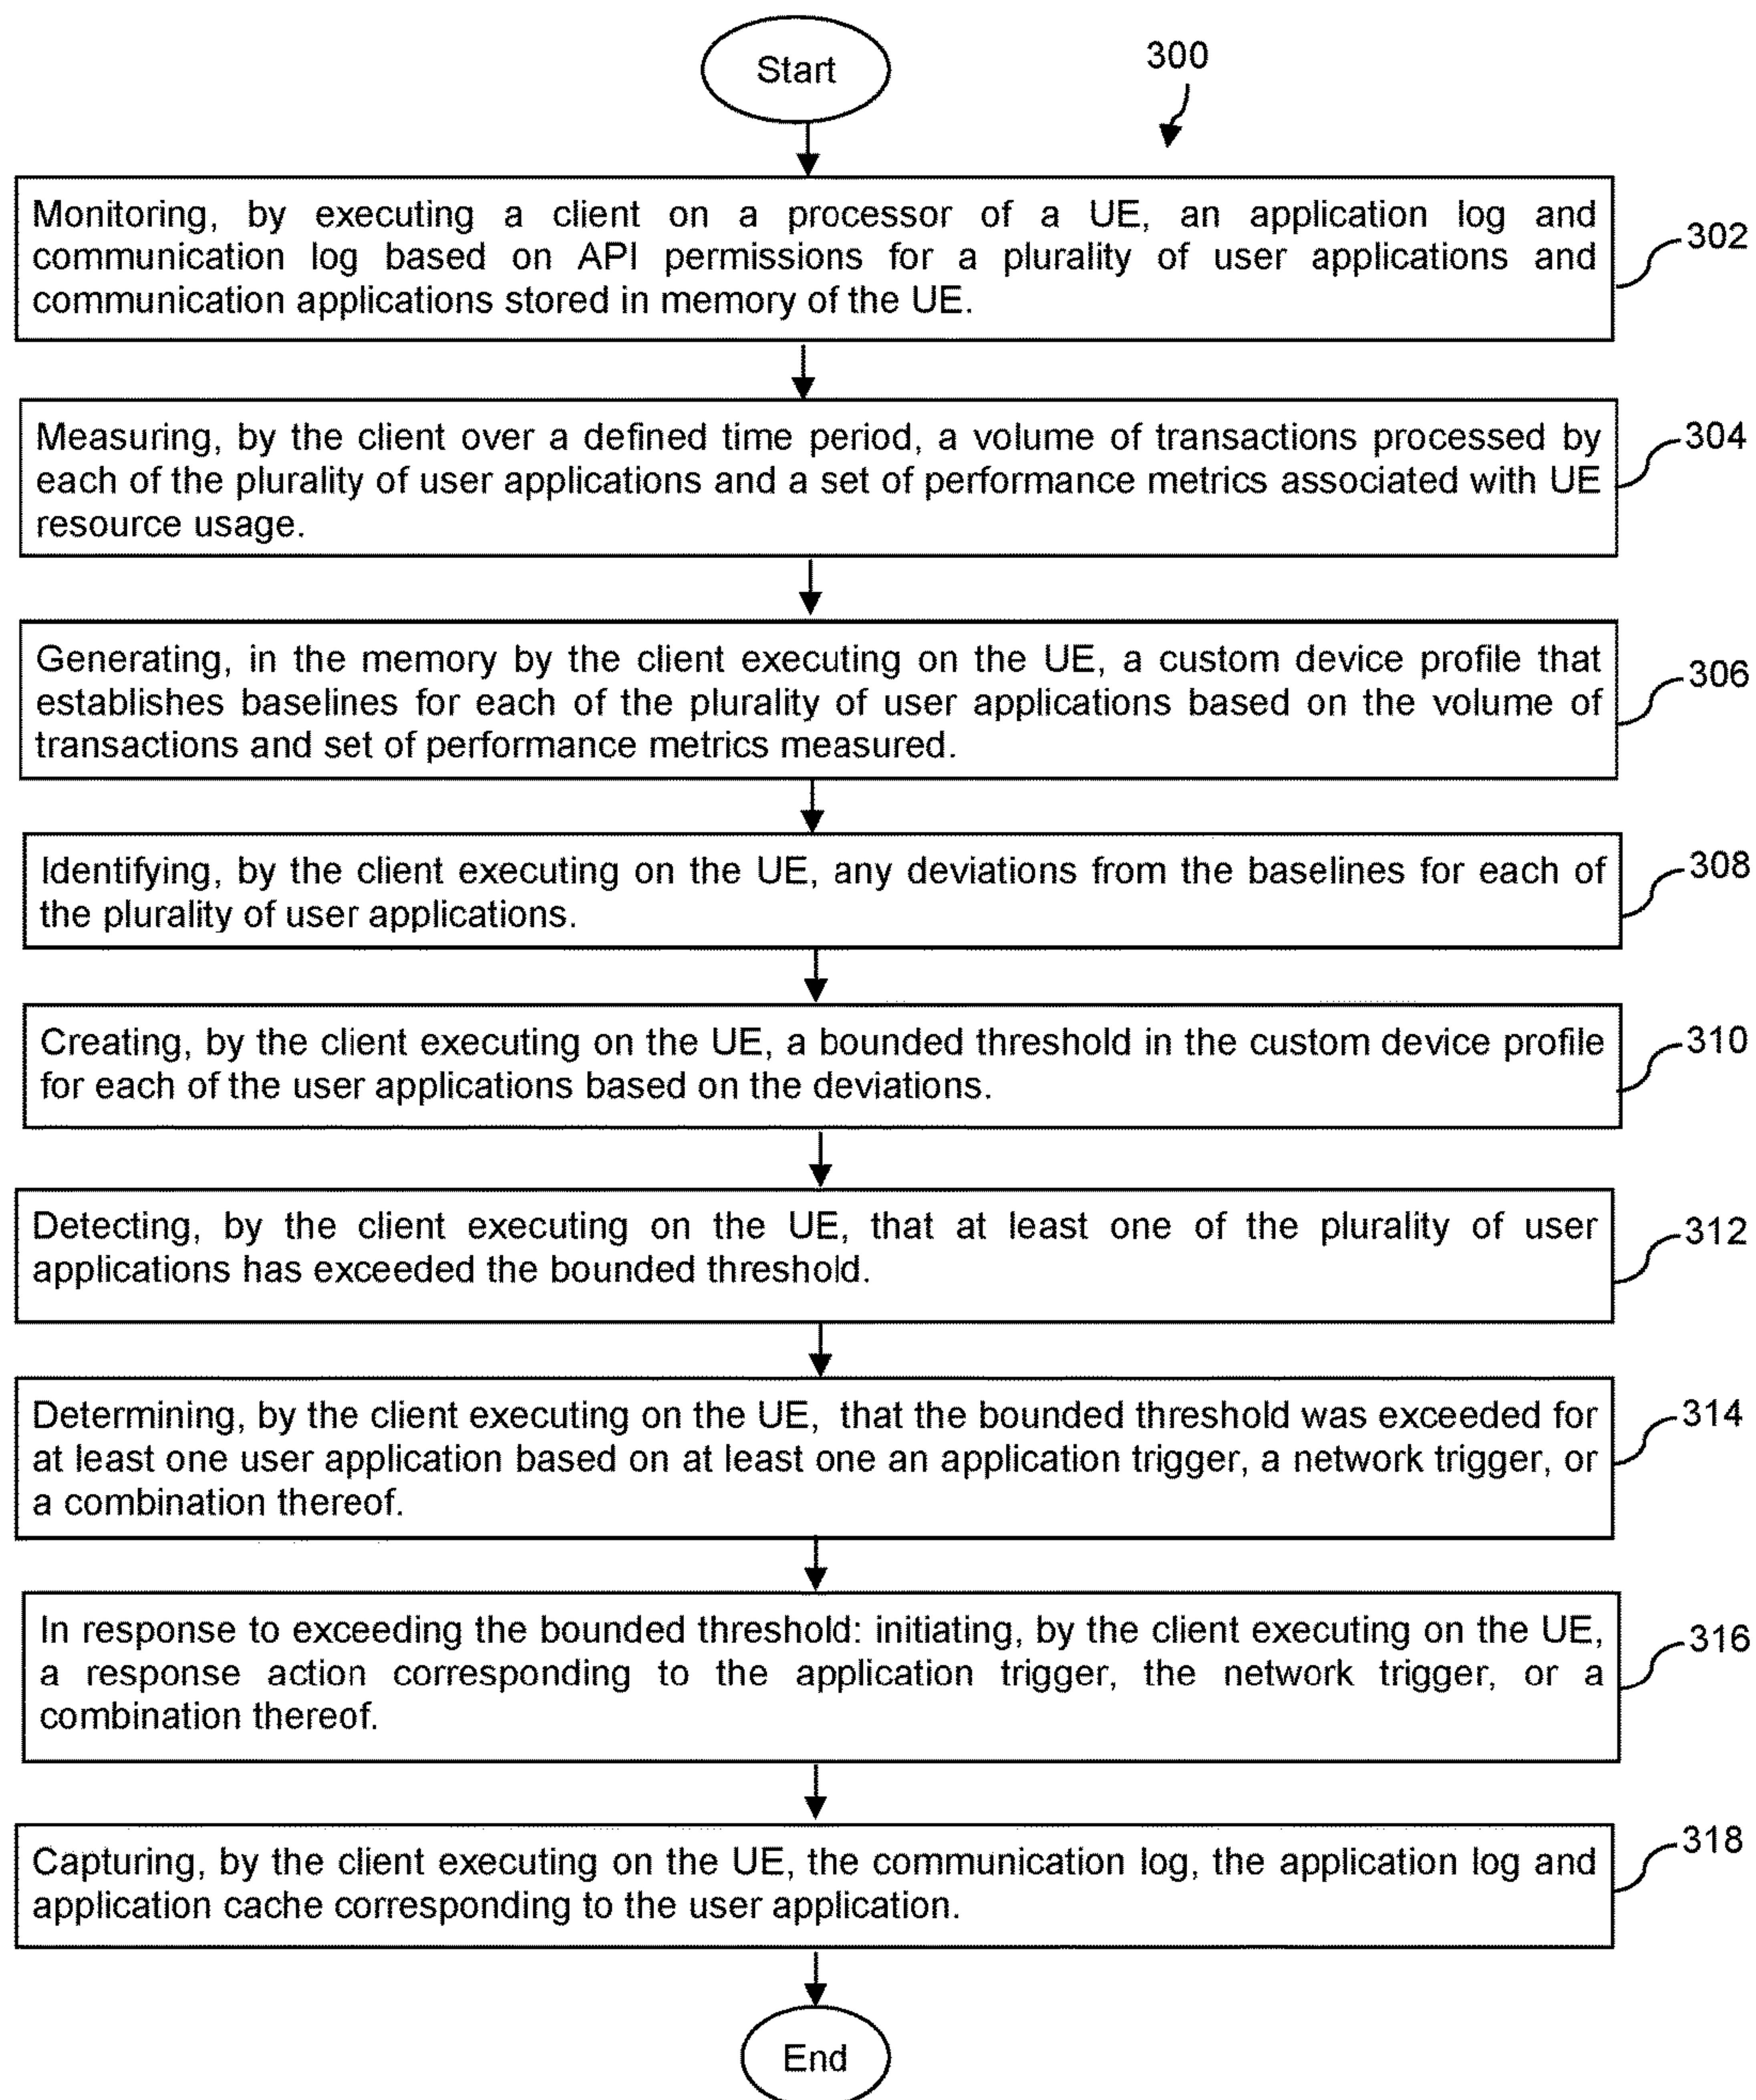 Start
300
Monitoring, by executing a client on a processor of a UE, an application log and
communication log based on API permissions for a plurality of user applications and
communication applications stored in memory of the UE.
302
Measuring, by the client over a defined time period, a volume of transactions processed by
each of the plurality of user applications and a set of performance metrics associated with UE
resource usage.
304
Generating, in the memory by the client executing on the UE, a custom device profile that
establishes baselines for each of the plurality of user applications based on the volume of
transactions and set of performance metrics measured.
306
Identifying, by the client executing on the UE, any deviations from the baselines for each of
the plurality of user applications.
308
Creating, by the client executing on the UE, a bounded threshold in the custom device profile
for each of the user applications based on the deviations.
310
Detecting, by the client executing on the UE, that at least one of the plurality of user
applications has exceeded the bounded threshold.
312
Determining, by the client executing on the UE, that the bounded threshold was exceeded for
at least one user application based on at least one an application trigger, a network trigger, or
a combination thereof.
314
In response to exceeding the bounded threshold: initiating, by the client executing on the UE,
a response action corresponding to the application trigger, the network trigger, or a
combination thereof.
316
Capturing, by the client executing on the UE, the communication log, the application log and
application cache corresponding to the user application.
318
End